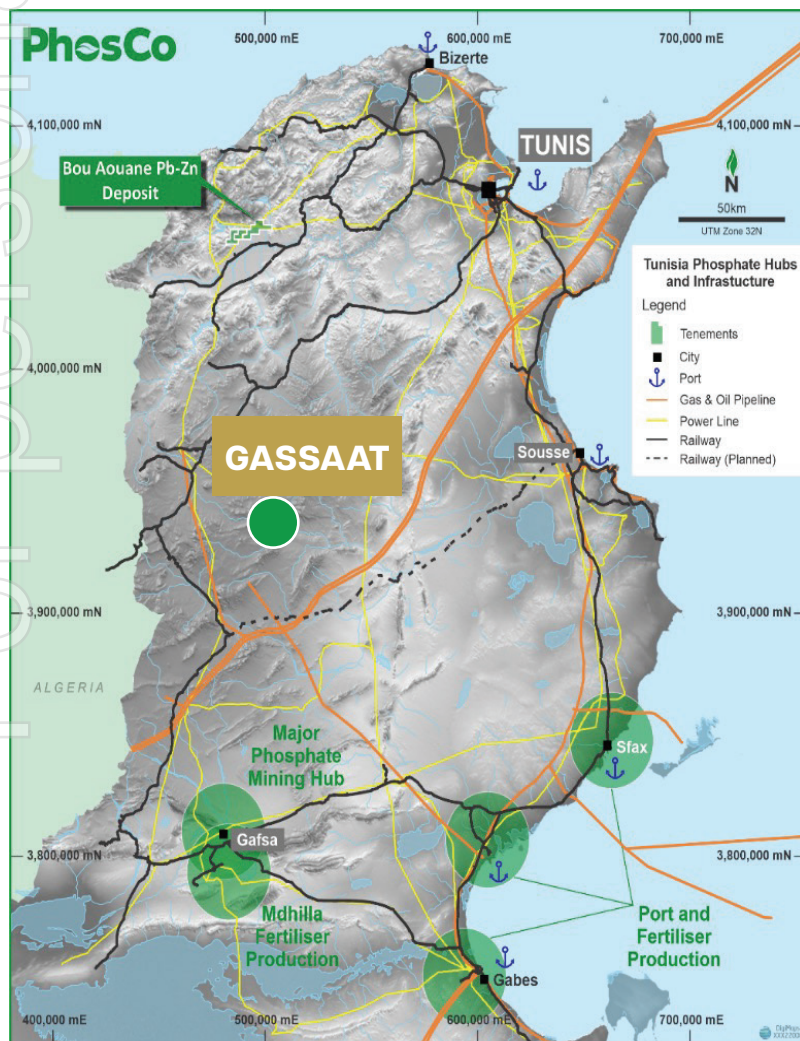 PhosCo
500,000 mE
600,000 mE
700,000 mE
Bizerte
4,100,000 mN
4,100,000 mN
TUNIS
Bou Aouane Pb-Zn
Deposit
N
50km
UTM Zone 32N
Tunisia Phosphate Hubs
and Infrastucture
Legend
Tenements
City
Port
Gas & Oil Pipeline
Power Line
Railway
Railway (Planned)
4,000,000 mN
GASSAAT
Sousse
3,900,000 mN
3,900,000 mN
ALGERIA
Major
Phosphate
Mining Hub
Sfax
Gafsa
3,800,000 mN
3,800,000 mN
Mdhilla
Fertiliser
Production
Port and
Fertiliser
Production
Gabes
400,000 mE
500,000 mE
600,000 mE
700,000 mE